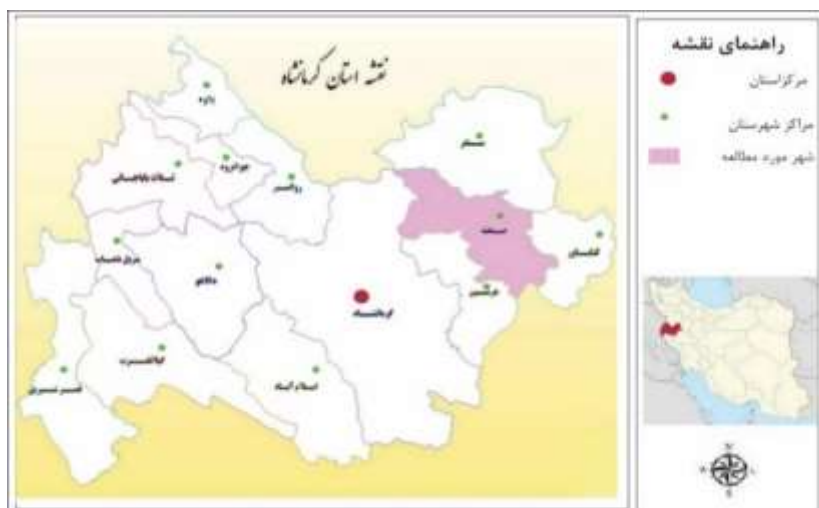 نقشه استان کرمانشاه
پاوه
سنقر
جوانرود
ثلاث باباجانی
روانسر
صحنه
کنگاور
سرپل ذهاب
دالاهو
هرسین
کرمانشاه
گیلانغرب
اسلام آباد
قصر شیرین
راهنمای نقشه
مرکز استان
مراکز شهرستان
شهر مورد مطالعه
N
S